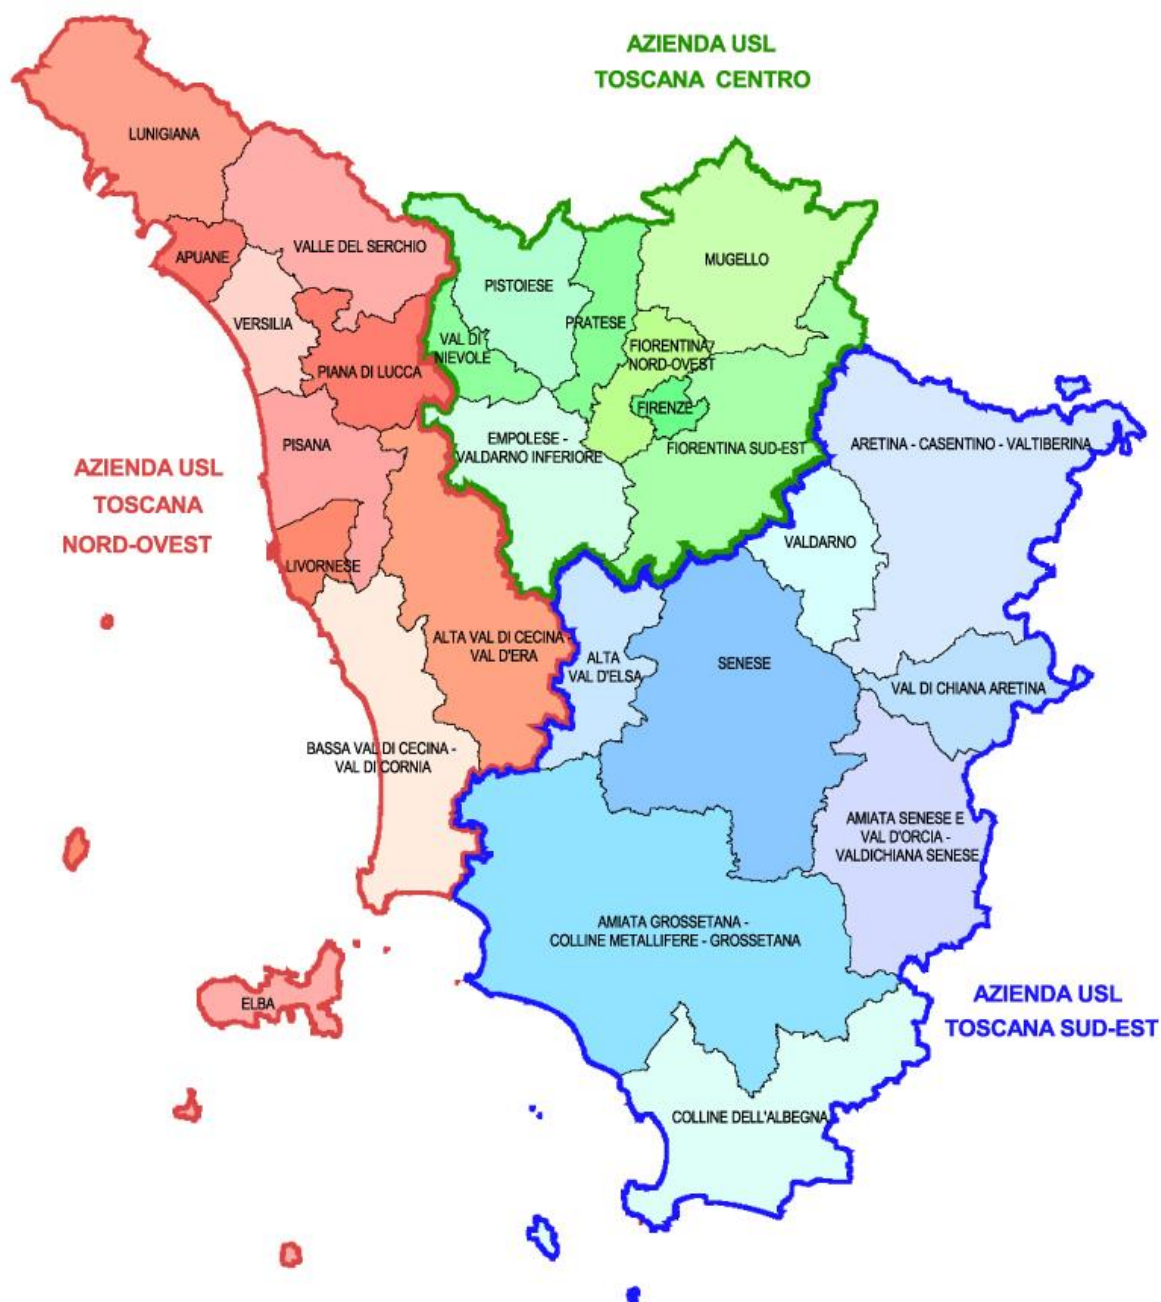 AZIENDA USL
TOSCANA CENTRO
LUNIGIANA
VALLE DEL SERCHIO
APUANE
VERSILIA
PIANA DI LUCCA
PISANA
LIVORNESE
ALTA VAL DI CECINA -
VAL D'ERA
BASSA VAL DI CECINA -
VAL DI CORNIA
ELBA
AZIENDA USL
TOSCANA
NORD-OVEST
PISTOIESE
VAL DI
NIEVOLE
PRATESE
MUGELLO
FIORENTINA
NORD-OVEST
FIRENZE
FIORENTINA SUD-EST
EMPOLESE -
VALDARNO INFERIORE
ARETINA - CASENTINO - VALTIBERINA
VALDARNO
ALTA
VAL D'ELSA
SENESE
VAL DI CHIANA ARETINA
AMIATA SENESE E
VAL D'ORCIA -
VALDICHIANA SENESE
AMIATA GROSSETANA -
COLLINE METALLIFERE - GROSSETANA
COLLINE DELL'ALBEGNA
AZIENDA USL
TOSCANA SUD-EST